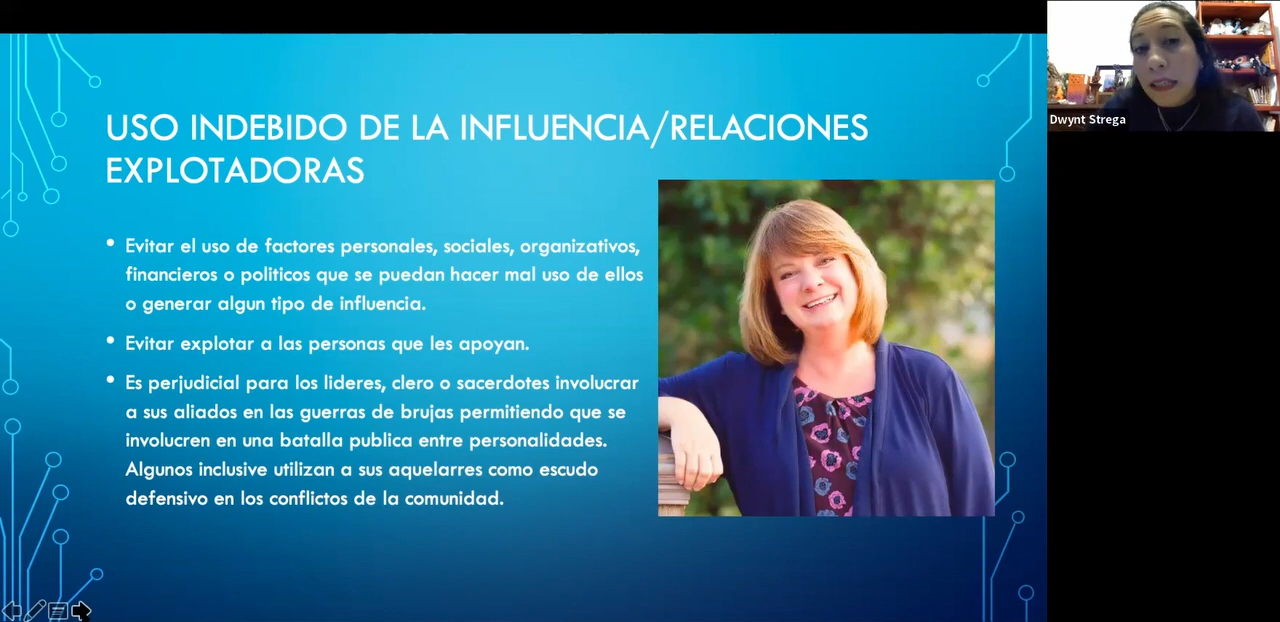 USO INDEBIDO DE LA INFLUENCIA/RELACIONES
EXPLOTADORAS
• Evitar el uso de factores personales, sociales, organizativos,
financieros o politicos que se puedan hacer mal uso de ellos
o generar algun tipo de influencia.
• Evitar explotar a las personas que les apoyan.
• Es perjudicial para los lideres, clero o sacerdotes involucrar
a sus aliados en las guerras de brujas permitiendo que se
involucren en una batalla publica entre personalidades.
Algunos inclusive utilizan a sus aquelarres como escudo
defensivo en los conflictos de la comunidad.
Dwynt Strega